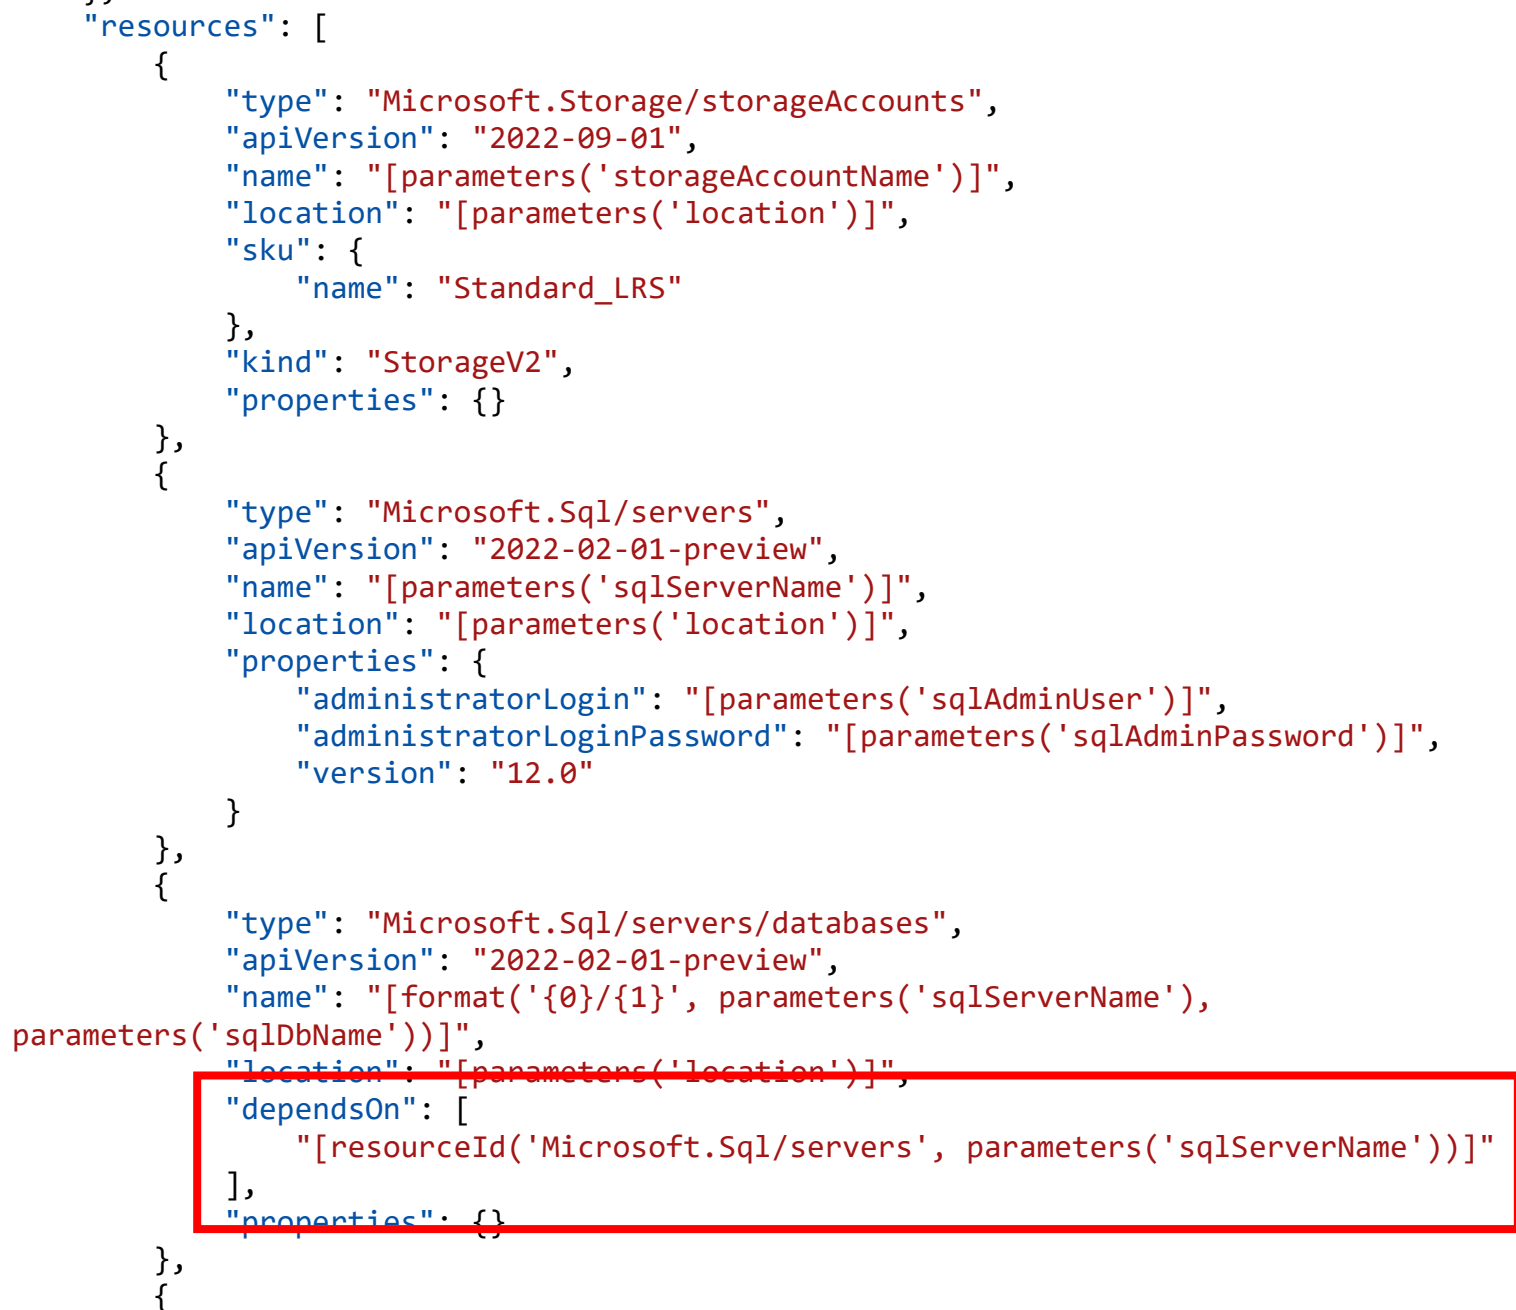 },
"resources": [
{
"type": "Microsoft.Storage/storageAccounts",
"apiVersion": "2022-09-01",
"name": "[parameters('storageAccountName')]",
"location": "[parameters('location')]",
"sku": {
"name": "Standard_LRS"
},
"kind": "StorageV2",
"properties": {}
},
{
"type": "Microsoft.Sql/servers",
"apiVersion": "2022-02-01-preview",
"name": "[parameters('sqlServerName')]",
"location": "[parameters('location')]",
"properties": {
"administratorLogin": "[parameters('sqlAdminUser')]",
"administratorLoginPassword": "[parameters('sqlAdminPassword')]",
"version": "12.0"
}
},
{
"type": "Microsoft.Sql/servers/databases",
"apiVersion": "2022-02-01-preview",
"name": "[format('{0}/{1}', parameters('sqlServerName'),
parameters('sqlDbName'))]",
"location": "[parameters('location')]",
"dependsOn": [
"[resourceId('Microsoft.Sql/servers', parameters('sqlServerName'))]"
],
"properties": {}
},
{